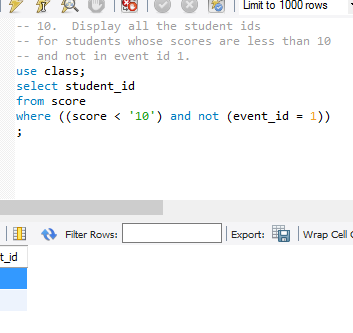 Limit to 1000 rows
-- 10.  Display all the student ids
-- for students whose scores are less than 10
-- and not in event id 1.
use class;
select student_id
from score
where ((score < '10') and not (event_id = 1))
;
Filter Rows:
Export:
Wrap Cell C
t_id